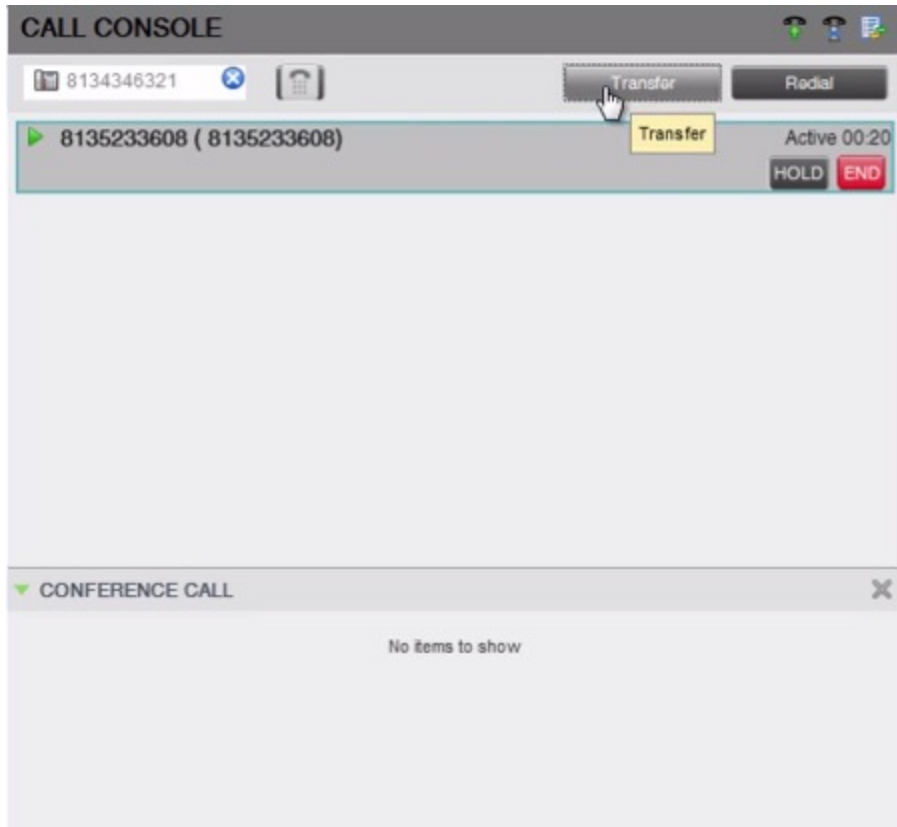 CALL CONSOLE
8134346321
Transfer
Redial
8135233608 ( 8135233608)
Transfer
Active 00:20
HOLD
END
CONFERENCE CALL
No items to show